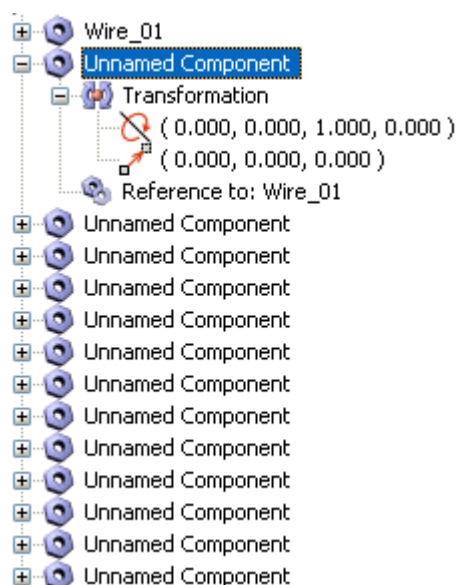 Wire_01
Unnamed Component
Transformation
( 0.000, 0.000, 1.000, 0.000 )
( 0.000, 0.000, 0.000 )
Reference to: Wire_01
Unnamed Component
Unnamed Component
Unnamed Component
Unnamed Component
Unnamed Component
Unnamed Component
Unnamed Component
Unnamed Component
Unnamed Component
Unnamed Component
Unnamed Component
Unnamed Component